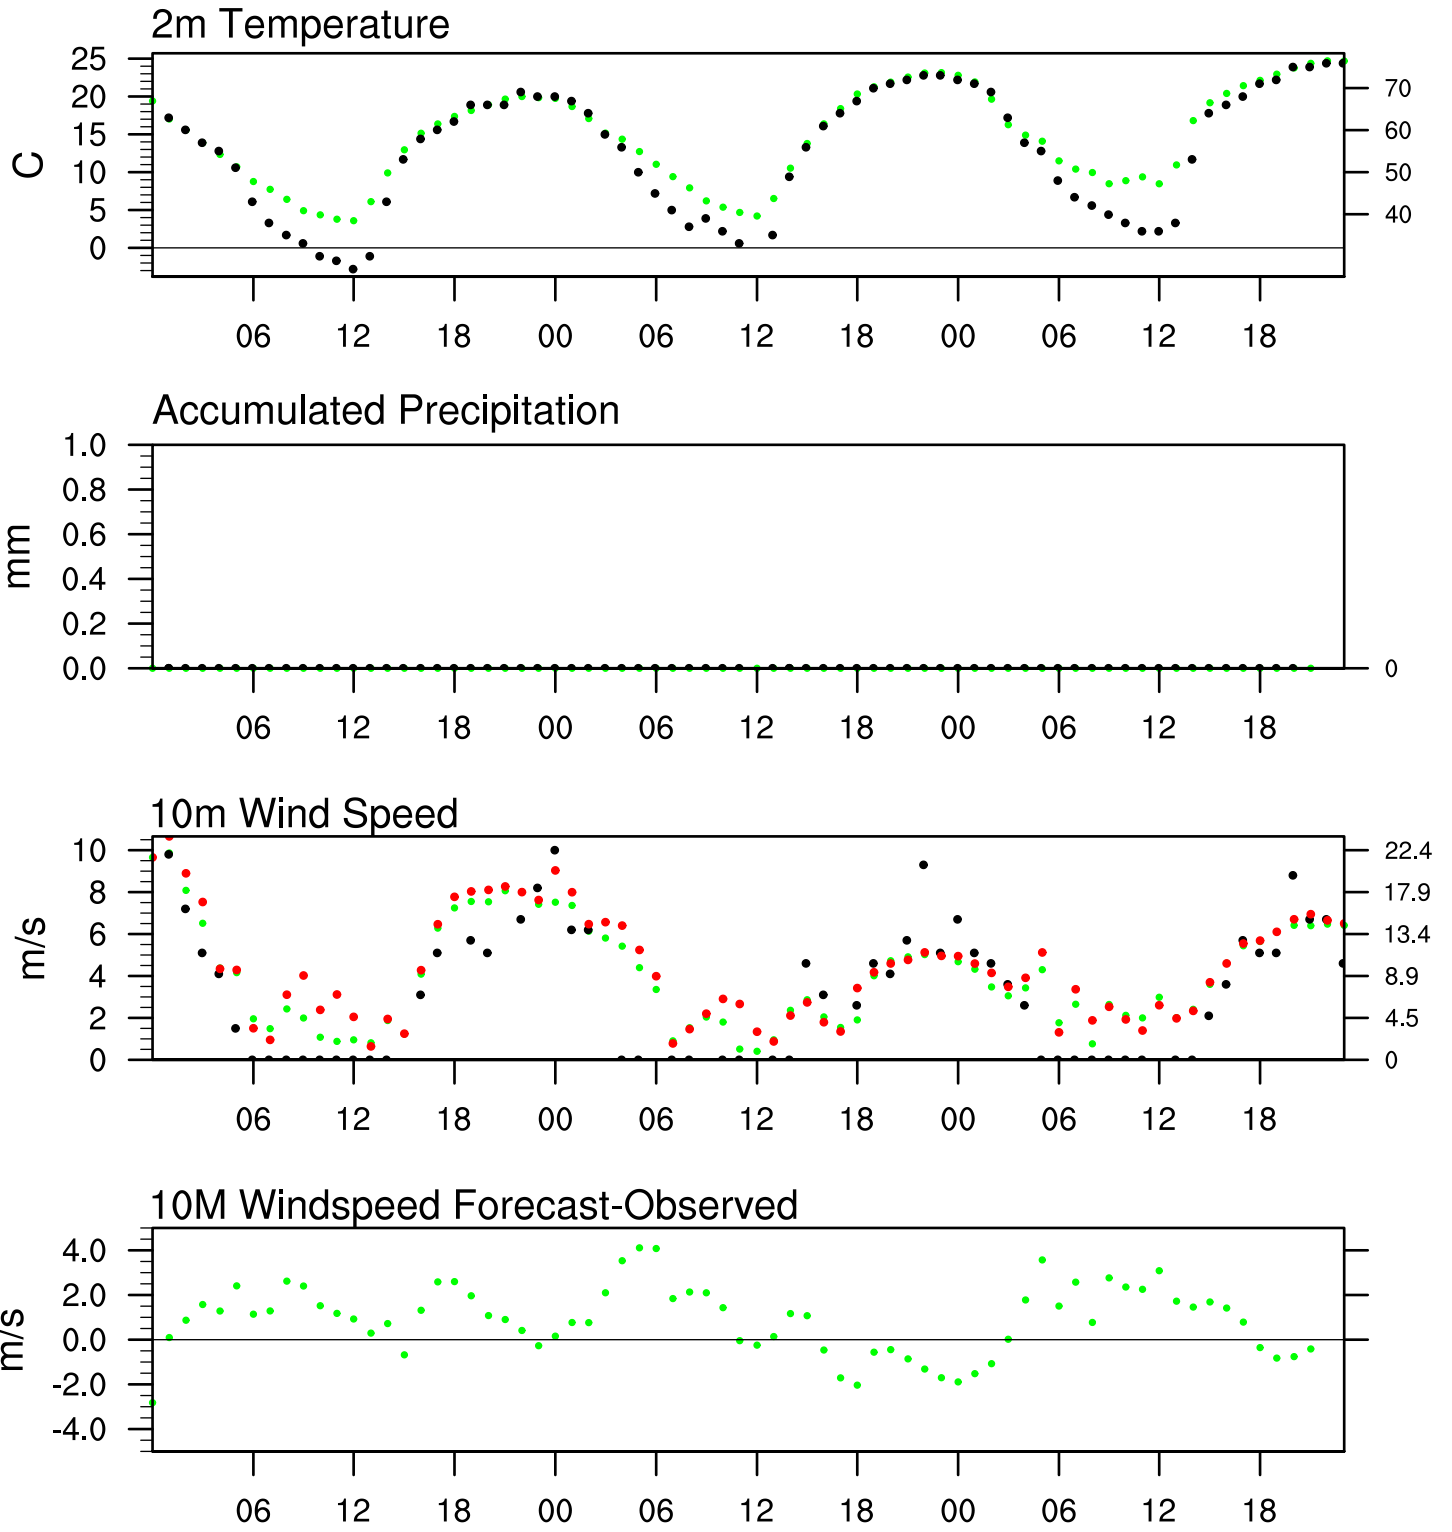 2m Temperature
25
20
15
10
5
0
C
70
60
50
40
06 12 18 00 06 12 18 00 06 12 18
Accumulated Precipitation
1.0
0.8
0.6
0.4
0.2
0.0
mm
0
06 12 18 00 06 12 18 00 06 12 18
10m Wind Speed
10
8
6
4
2
0
m/s
22.4
17.9
13.4
8.9
4.5
0
06 12 18 00 06 12 18 00 06 12 18
10M Windspeed Forecast-Observed
4.0
2.0
0.0
-2.0
-4.0
m/s
06 12 18 00 06 12 18 00 06 12 18